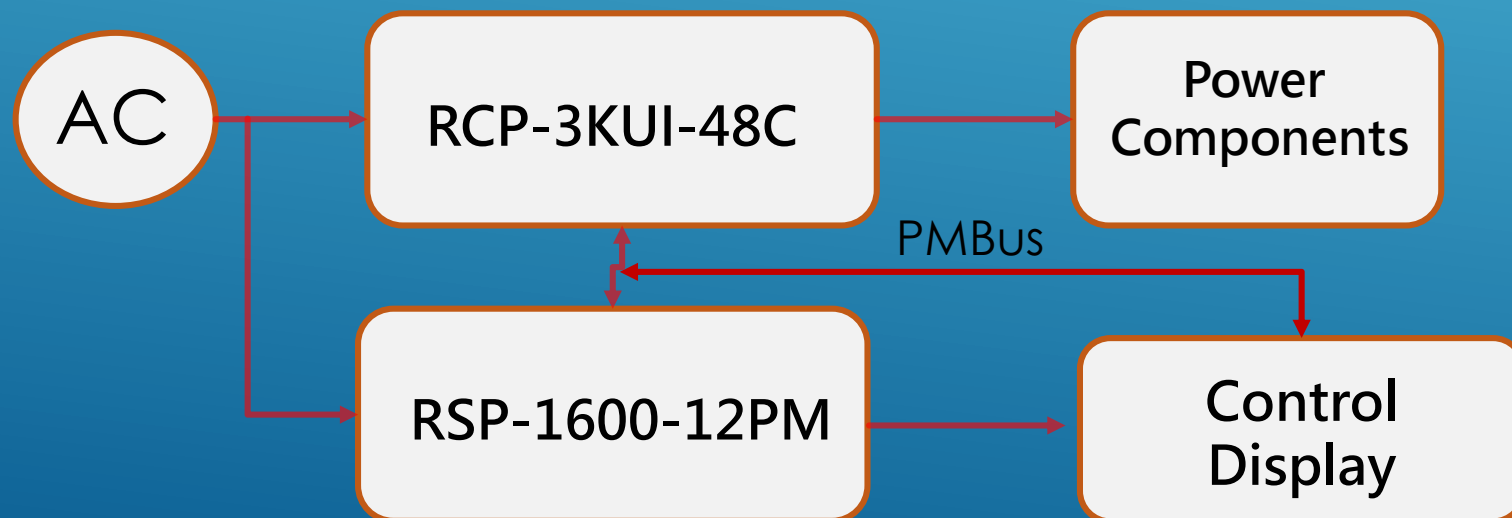 AC
RCP-3KUI-48C
Power
Components
PMBus
RSP-1600-12PM
Control
Display